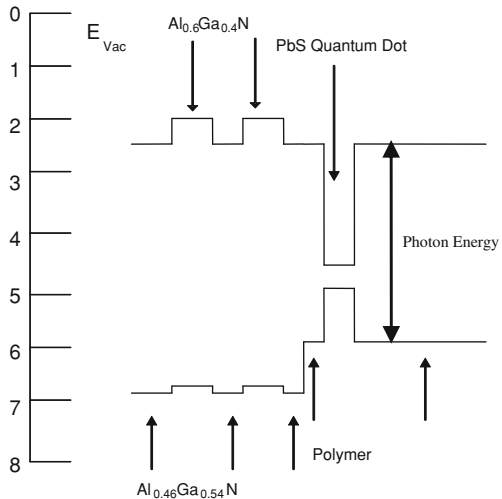 0
1
2
3
4
5
6
7
8
E Vac
Al0.6Ga0.4N
PbS Quantum Dot
Photon Energy
Polymer
Al0.46Ga0.54N